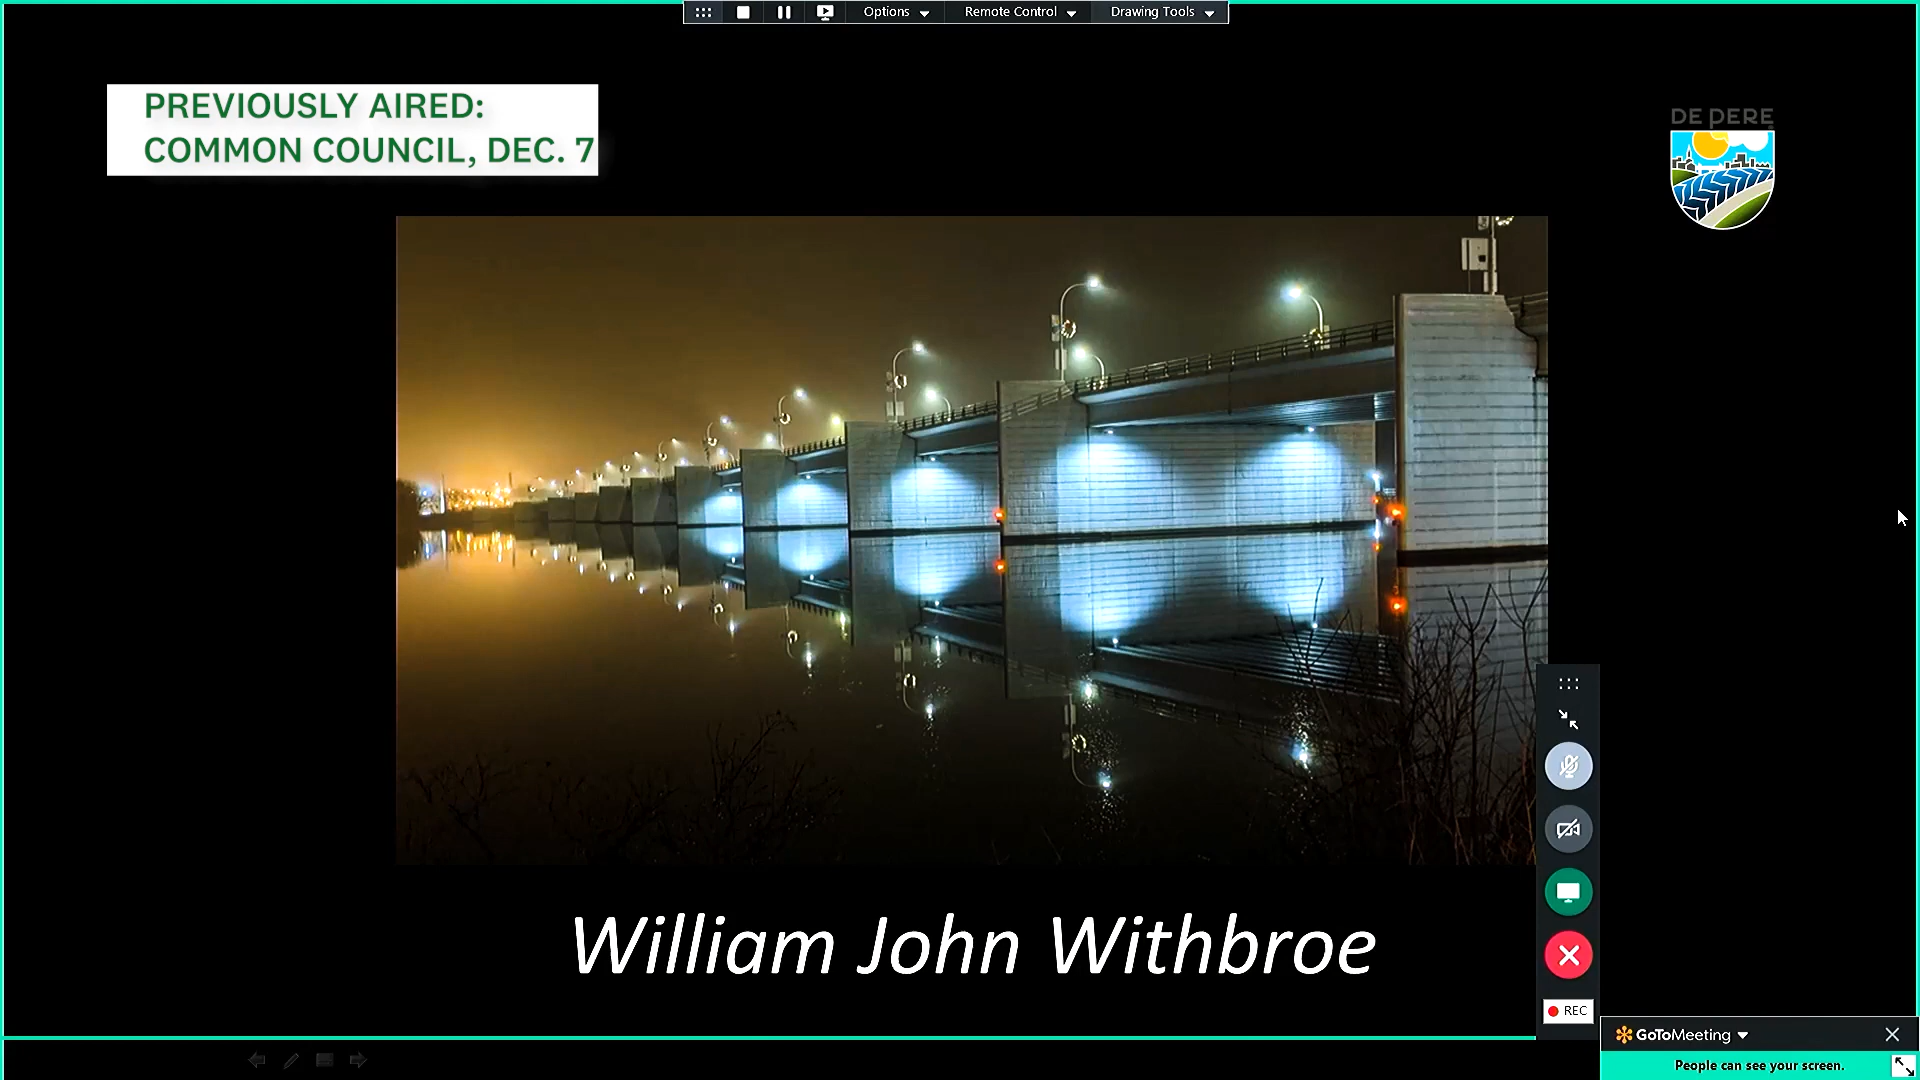 Options
Remote Control
Drawing Tools
PREVIOUSLY AIRED:
COMMON COUNCIL, DEC. 7
DE PERE
William John Withbroe
REC
GoToMeeting
People can see your screen.